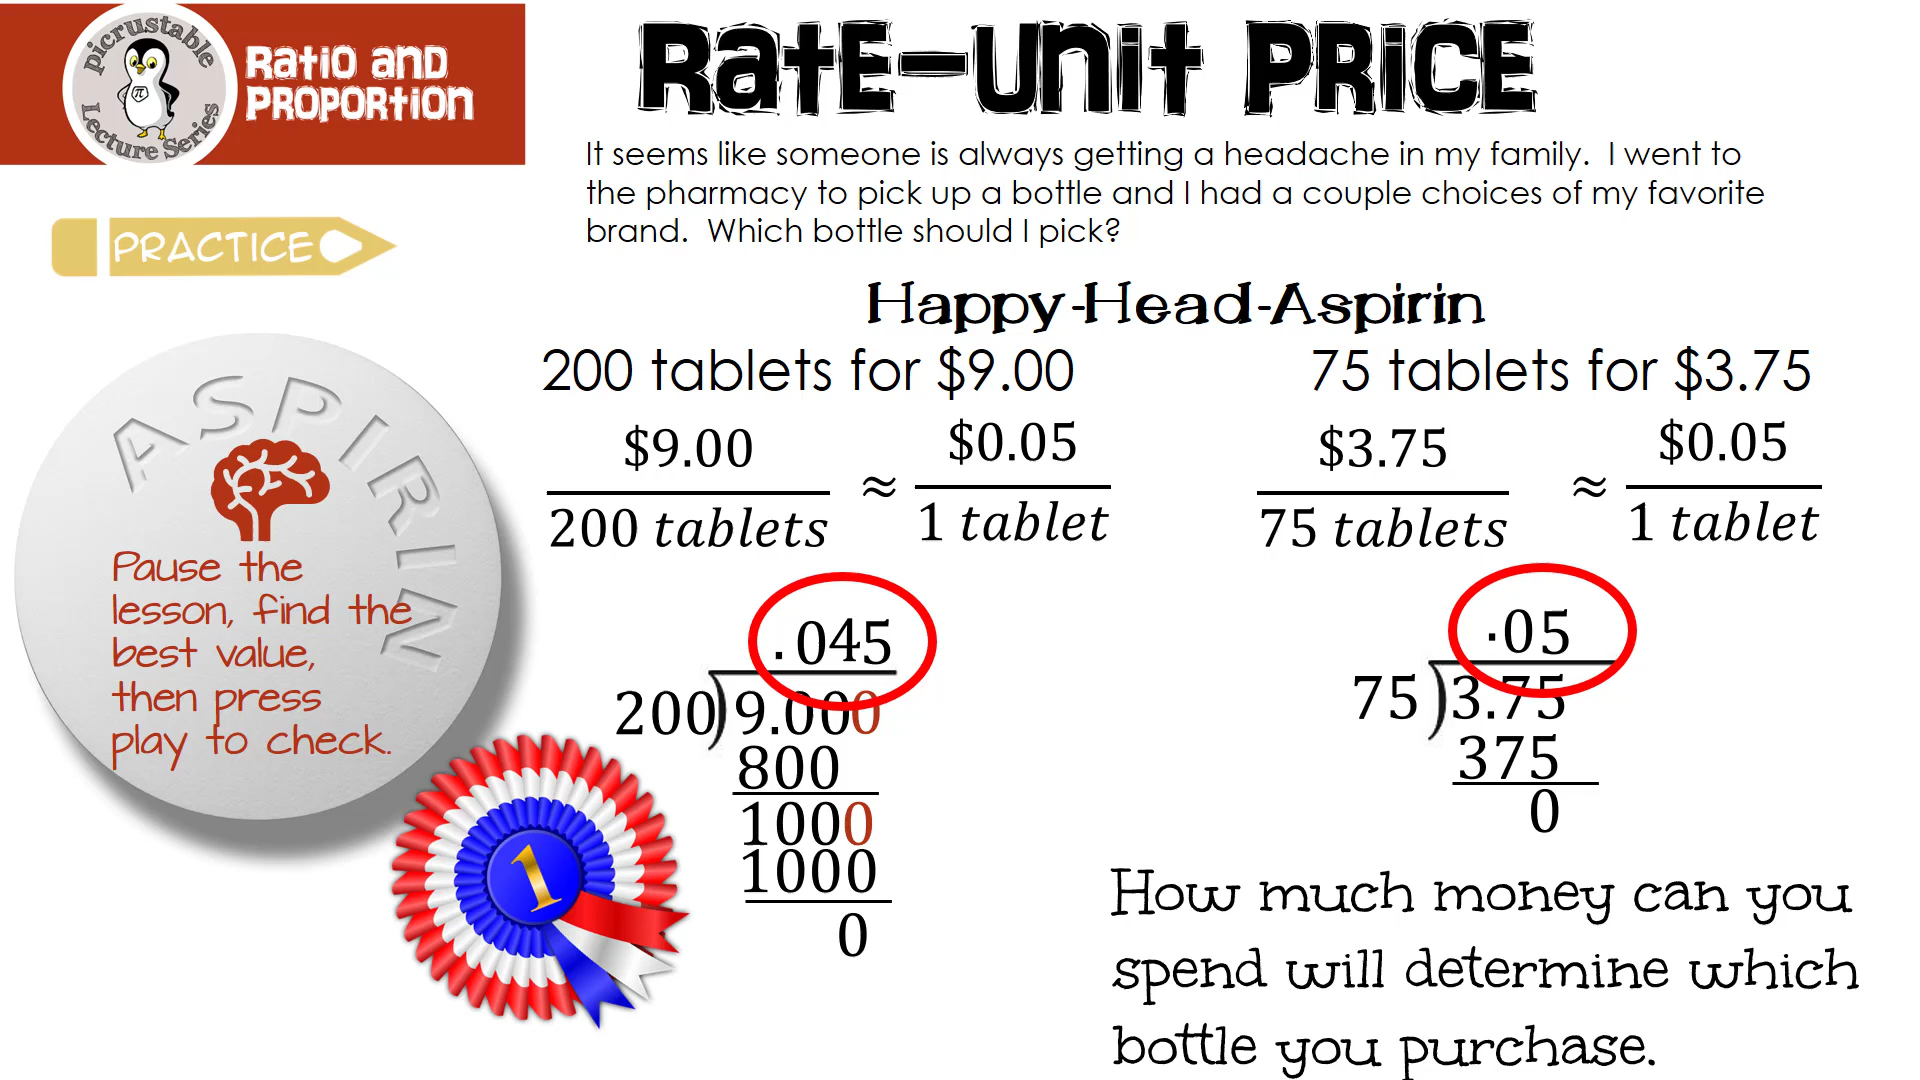 picrustable
Lecture Series
π
Ratio and
Proportion
Rate-Unit Price
It seems like someone is always getting a headache in my family. I went to
the pharmacy to pick up a bottle and I had a couple choices of my favorite
brand. Which bottle should I pick?
PRACTICE
Happy-Head-Aspirin
200 tablets for $9.00
75 tablets for $3.75
$9.00
200 tablets
≈
$0.05
1 tablet
$3.75
75 tablets
≈
$0.05
1 tablet
ASPIRIN
Pause the
lesson, find the
best value,
then press
play to check.
.045
200)9.000
800
1000
1000
0
.05
75)3.75
375
0
1
How much money can you
spend will determine which
bottle you purchase.